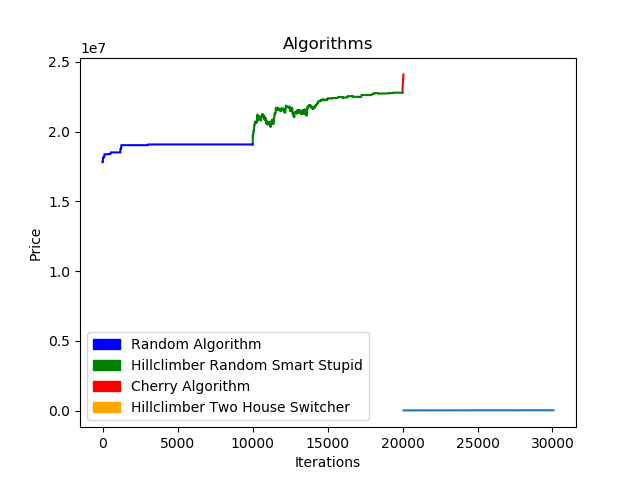 Algorithms
1e7
2.5
2.0
1.5
1.0
0.5
0.0
Price
Random Algorithm
Hillclimber Random Smart Stupid
Cherry Algorithm
Hillclimber Two House Switcher
0 5000 10000 15000 20000 25000 30000
Iterations